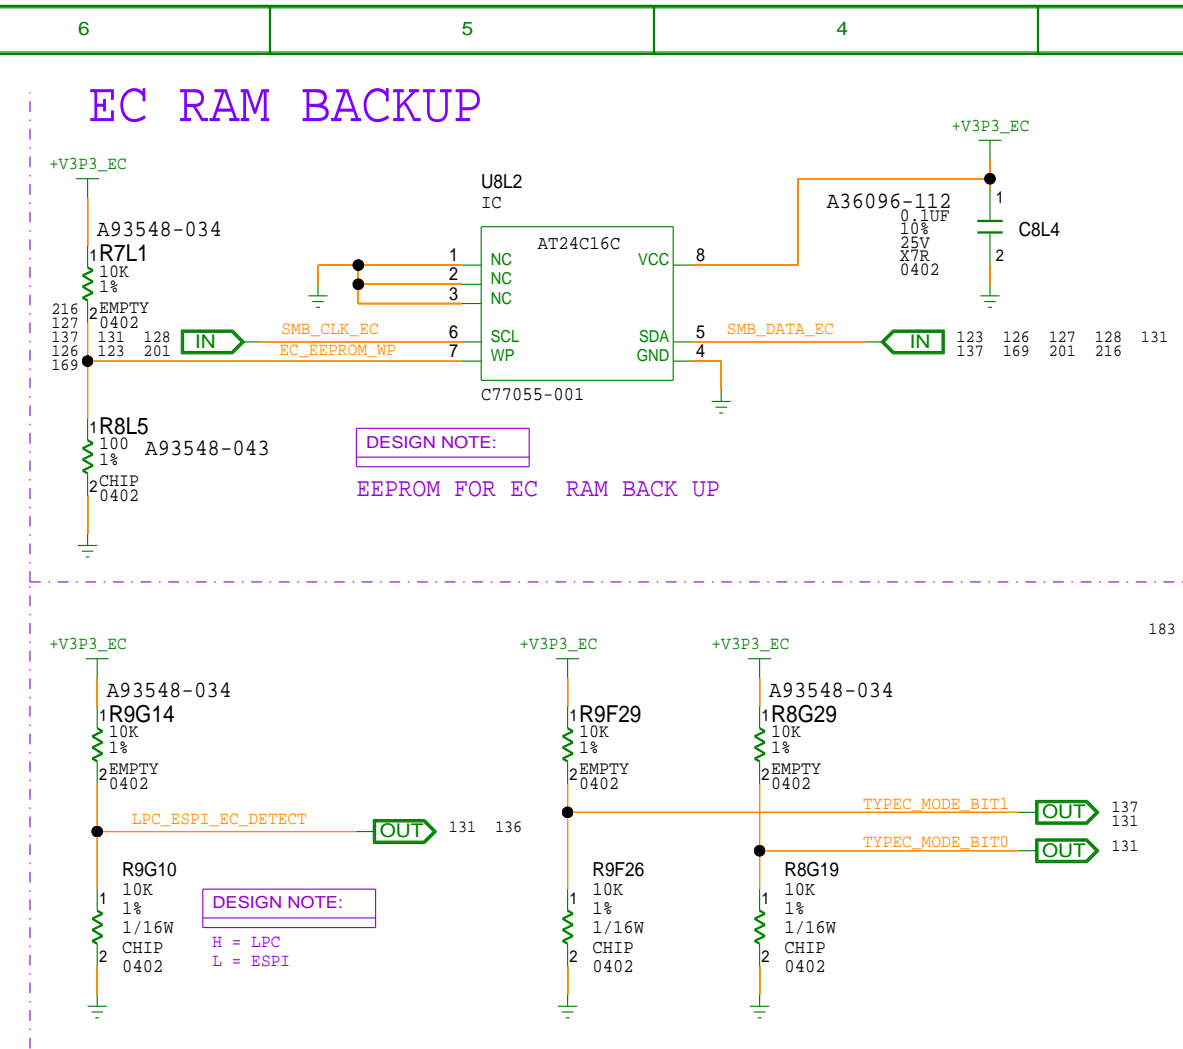 6 5 4
EC RAM BACKUP
+V3P3_EC
+V3P3_EC
U8L2
IC
A93548-034
1 R7L1
10K
1%
2 EMPTY
0402
216
127
137 131 128
126 123 201
169
IN
SMB_CLK_EC
EC_EEPROM_WP
AT24C16C
1 NC
2 NC
3 NC
6 SCL
7 WP
VCC 8
SDA 5
GND 4
C77055-001
A36096-112
0.1UF
10%
25V
X7R
0402
1
C8L4
2
SMB_DATA_EC
IN
123 126 127 128 131
137 169 201 216
1 R8L5
100
1%
A93548-043
2 CHIP
0402
DESIGN NOTE:
EEPROM FOR EC RAM BACK UP
183
+V3P3_EC
A93548-034
1 R9G14
10K
1%
2 EMPTY
0402
LPC_ESPI_EC_DETECT
OUT
131 136
R9G10
1 10K
1%
1/16W
2 CHIP
0402
DESIGN NOTE:
H = LPC
L = ESPI
+V3P3_EC
1 R9F29
10K
1%
2 EMPTY
0402
R9F26
1 10K
1%
1/16W
2 CHIP
0402
+V3P3_EC
A93548-034
1 R8G29
10K
1%
2 EMPTY
0402
TYPEC_MODE_BIT1
OUT
137
131
TYPEC_MODE_BIT0
OUT
131
R8G19
1 10K
1%
1/16W
2 CHIP
0402